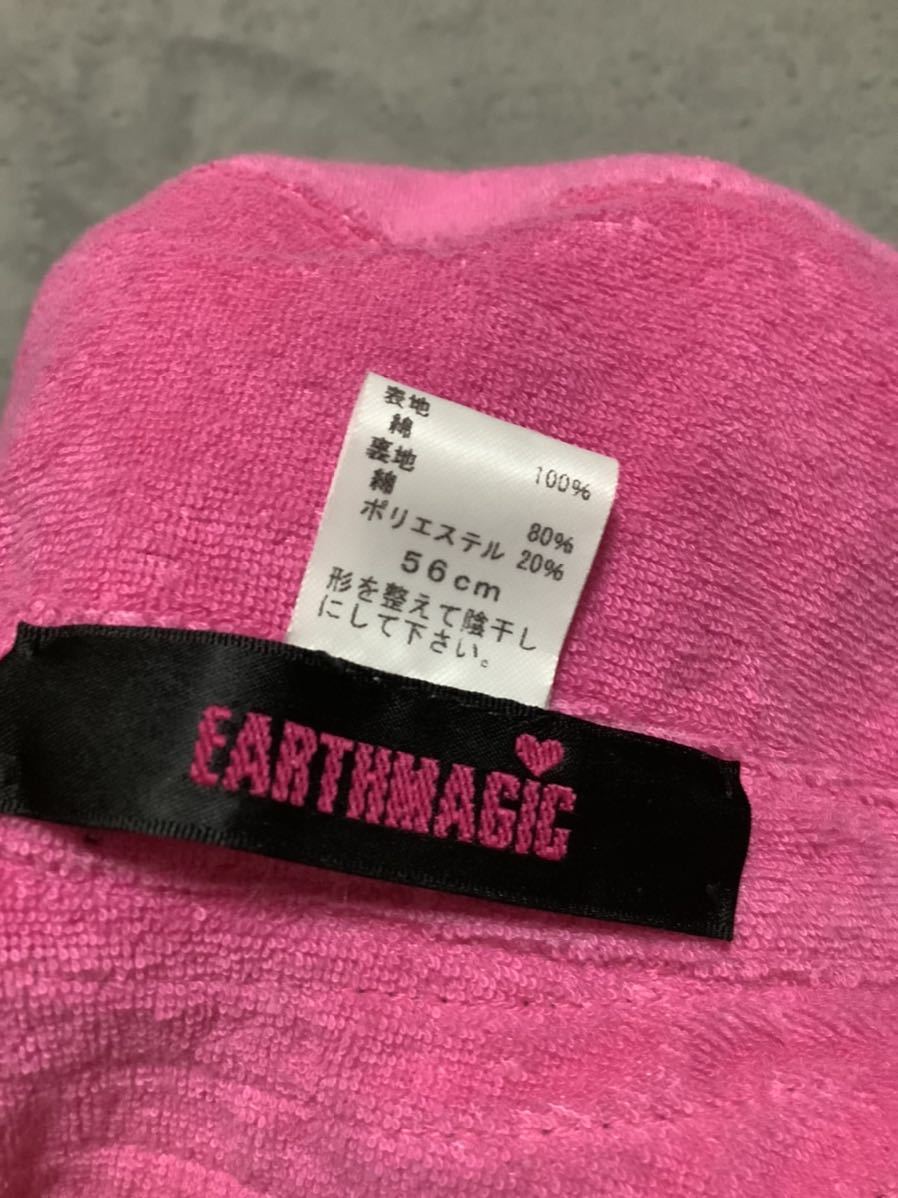 表地
綿 100%
裏地
綿 80%
ポリエステル 20%
56cm
形を整えて陰干し
にして下さい。
EARTHMAGIC